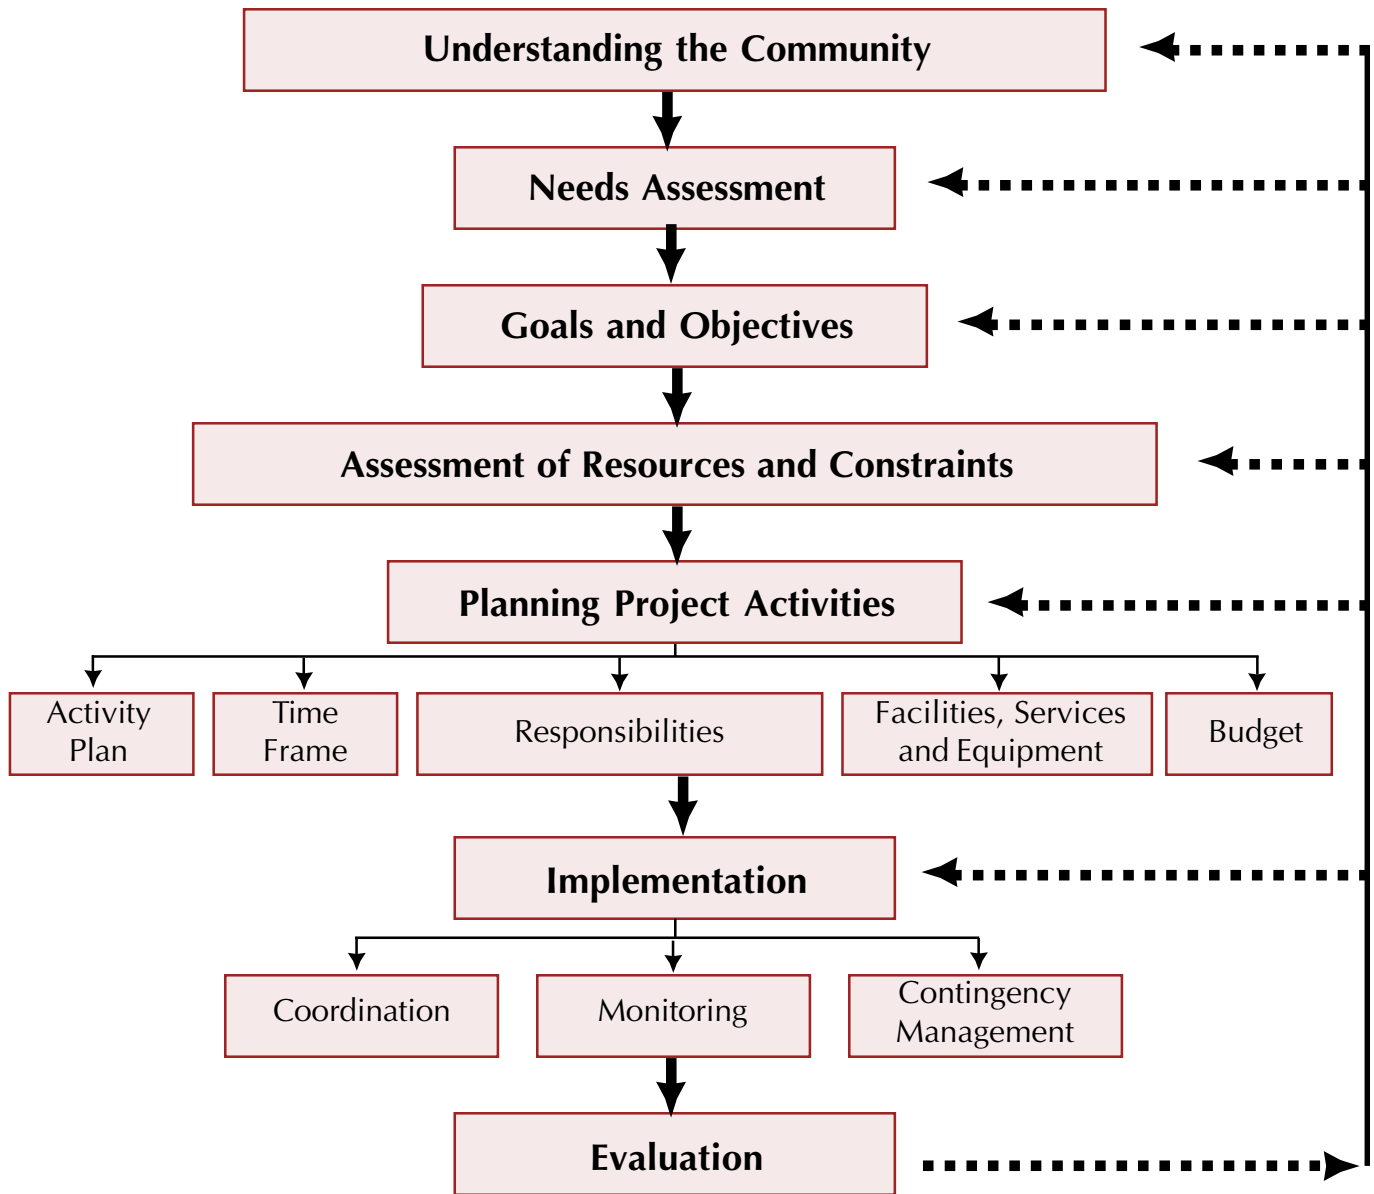 Understanding the Community
Needs Assessment
Goals and Objectives
Assessment of Resources and Constraints
Planning Project Activities
Activity
Plan
Time
Frame
Responsibilities
Facilities, Services
and Equipment
Budget
Implementation
Coordination
Monitoring
Contingency
Management
Evaluation